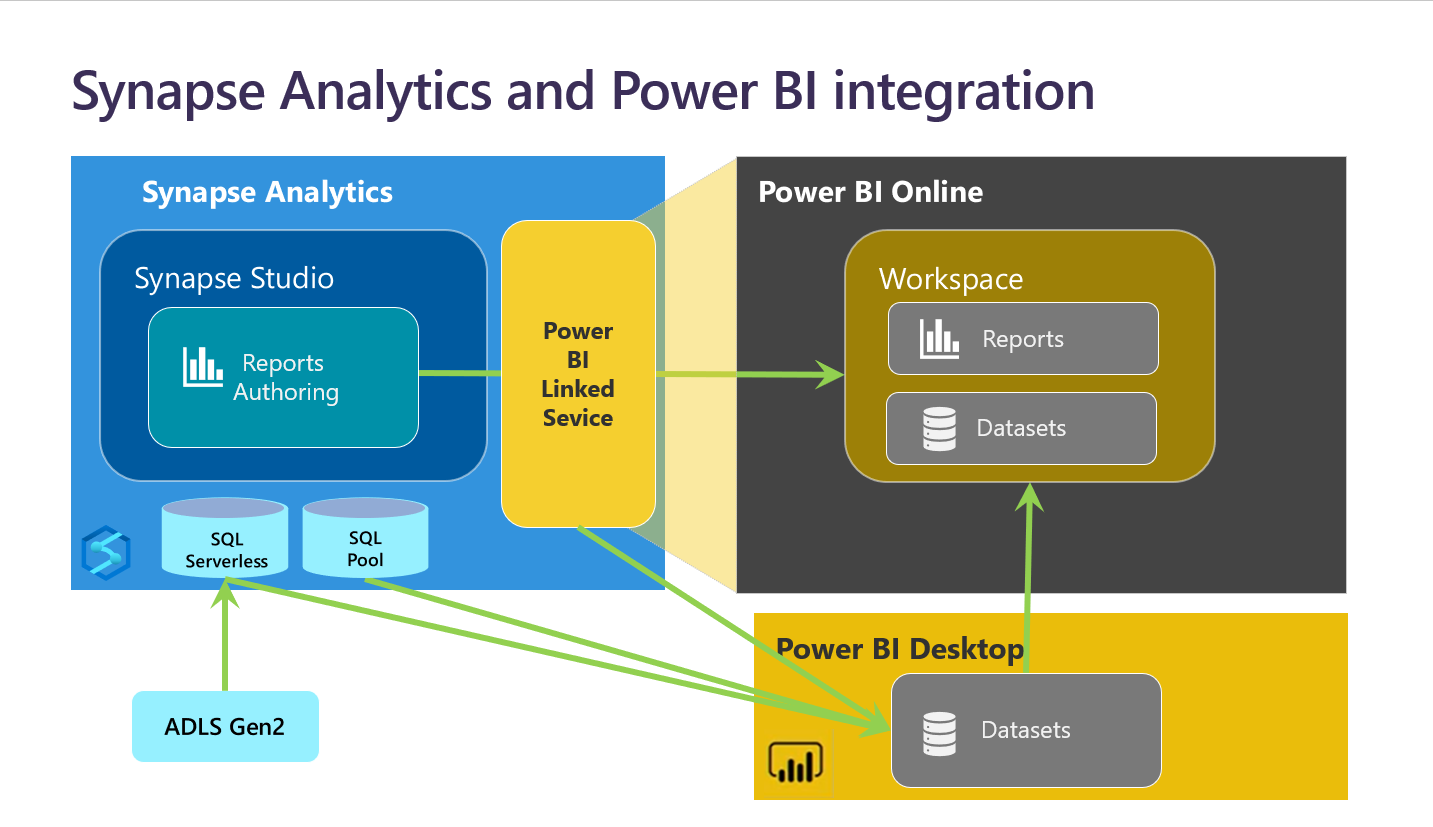 Synapse Analytics and Power BI integration
Synapse Analytics
Synapse Studio
Reports
Authoring
Power
BI
Linked
Sevice
SQL
Serverless
SQL
Pool
ADLS Gen2
Power BI Online
Workspace
Reports
Datasets
Power BI Desktop
Datasets